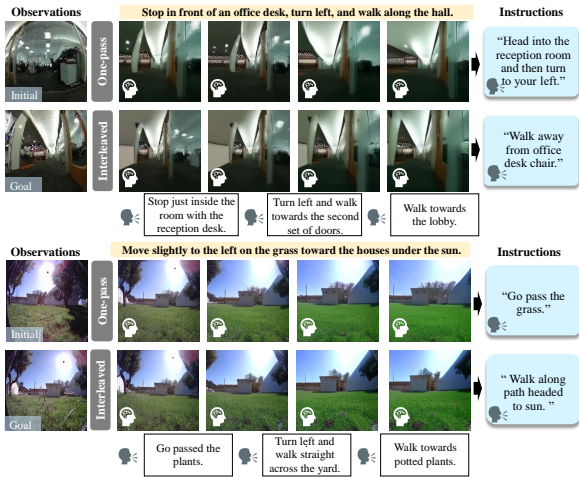 Observations
Stop in front of an office desk, turn left, and walk along the hall.
Instructions
Initial
One-pass
“Head into the
reception room
and then turn
to your left.”
Goal
Interleaved
“Walk away
from office
desk chair.”
Stop just inside the
room with the
reception desk.
Turn left and walk
towards the second
set of doors.
Walk towards
the lobby.
Observations
Move slightly to the left on the grass toward the houses under the sun.
Instructions
Initial
One-pass
“Go pass the
grass.”
Goal
Interleaved
“ Walk along
path headed
to sun. ”
Go passed the
plants.
Turn left and
walk straight
across the yard.
Walk towards
potted plants.